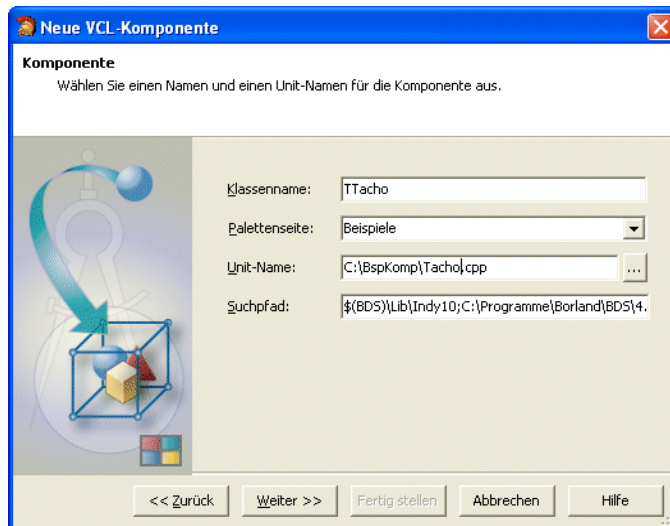 Neue VCL-Komponente
Komponente
Wählen Sie einen Namen und einen Unit-Namen für die Komponente aus.
Klassenname: TTacho
Palettenseite: Beispiele
Unit-Name: C:\BspKomp\Tacho.cpp ...
Suchpfad: $(BDS)\Lib\Indy10;C:\Programme\Borland\BDS\4.
<< Zurück Weiter >> Fertig stellen Abbrechen Hilfe